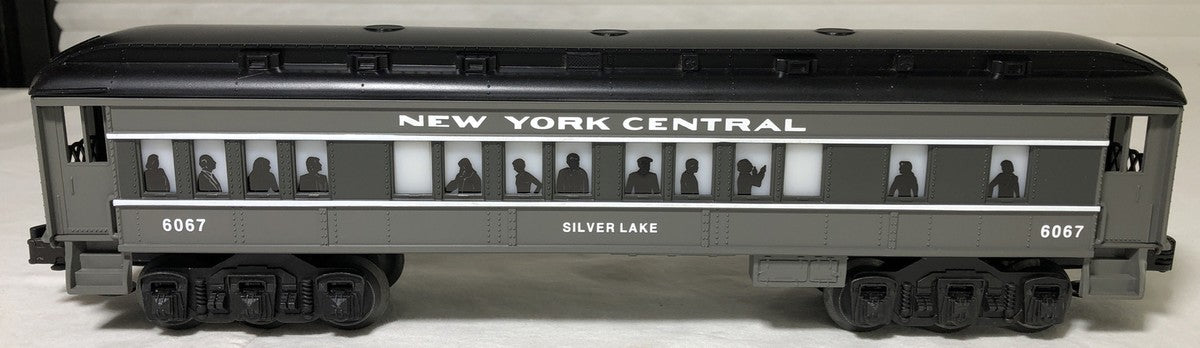 NEW YORK CENTRAL
6067 SILVER LAKE 6067